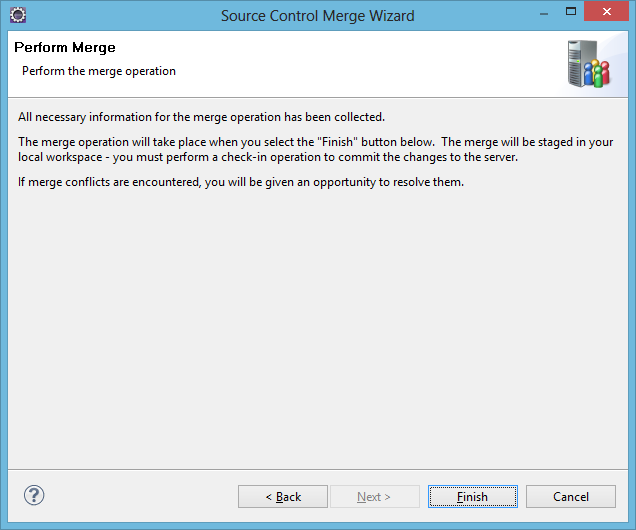 Source Control Merge Wizard
Perform Merge
Perform the merge operation
All necessary information for the merge operation has been collected.
The merge operation will take place when you select the "Finish" button below.  The merge will be staged in your
local workspace - you must perform a check-in operation to commit the changes to the server.
If merge conflicts are encountered, you will be given an opportunity to resolve them.
? < Back Next > Finish Cancel